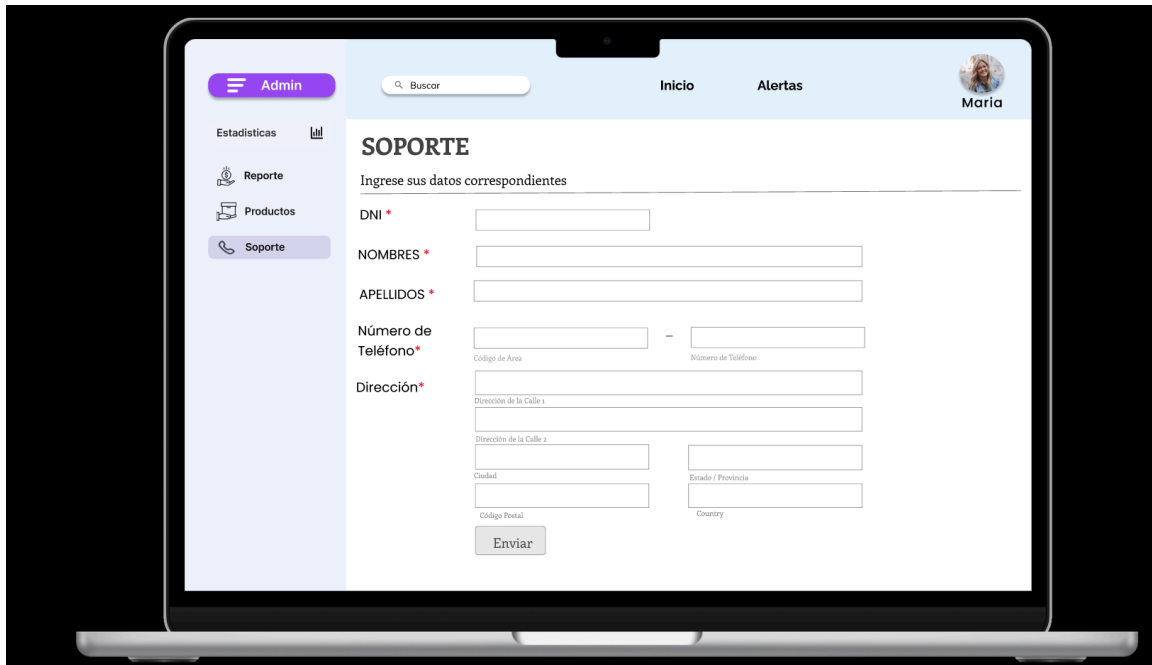 Admin
Buscar
Inicio
Alertas
Maria
Estadisticas
Reporte
Productos
Soporte
SOPORTE
Ingrese sus datos correspondientes
DNI *
NOMBRES *
APELLIDOS *
Número de
Teléfono*
–
Código de Área
Número de Teléfono
Dirección*
Dirección de la Calle 1
Dirección de la Calle 2
Ciudad
Estado / Provincia
Código Postal
Country
Enviar